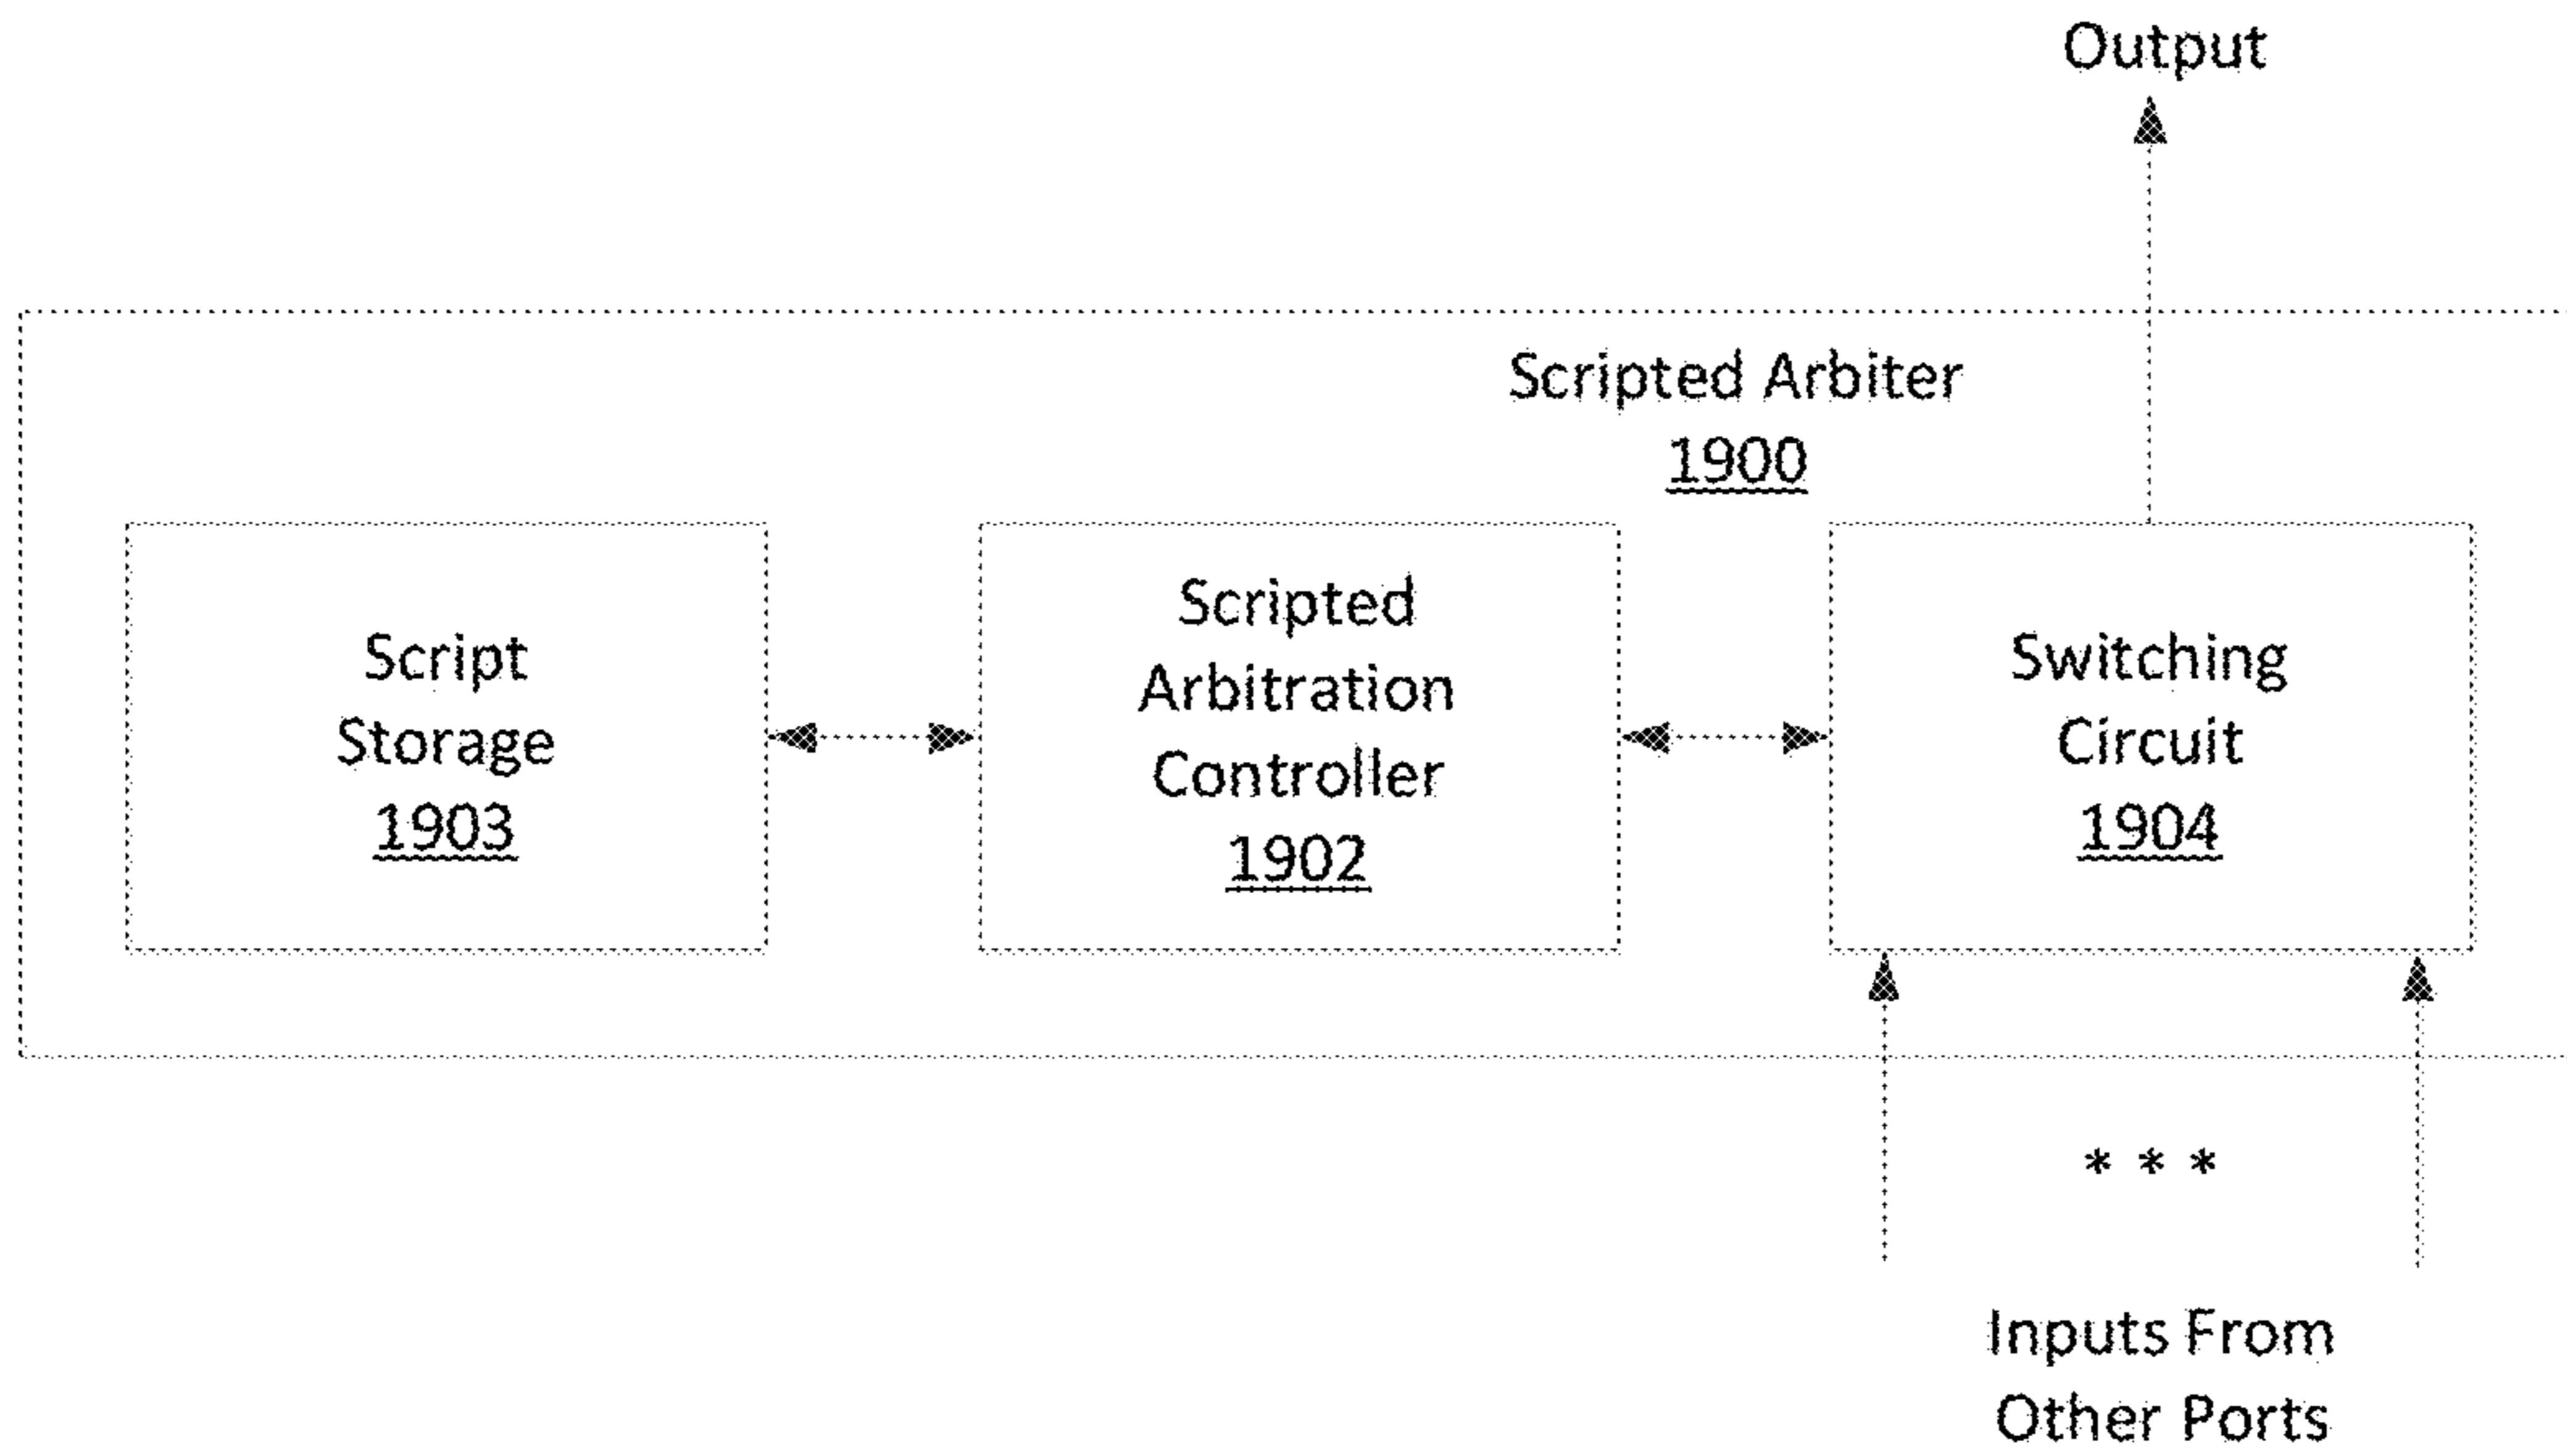 Output
Scripted Arbiter
1900
Script
Storage
1903
Scripted
Arbitration
Controller
1902
Switching
Circuit
1904
* * *
Inputs From
Other Ports